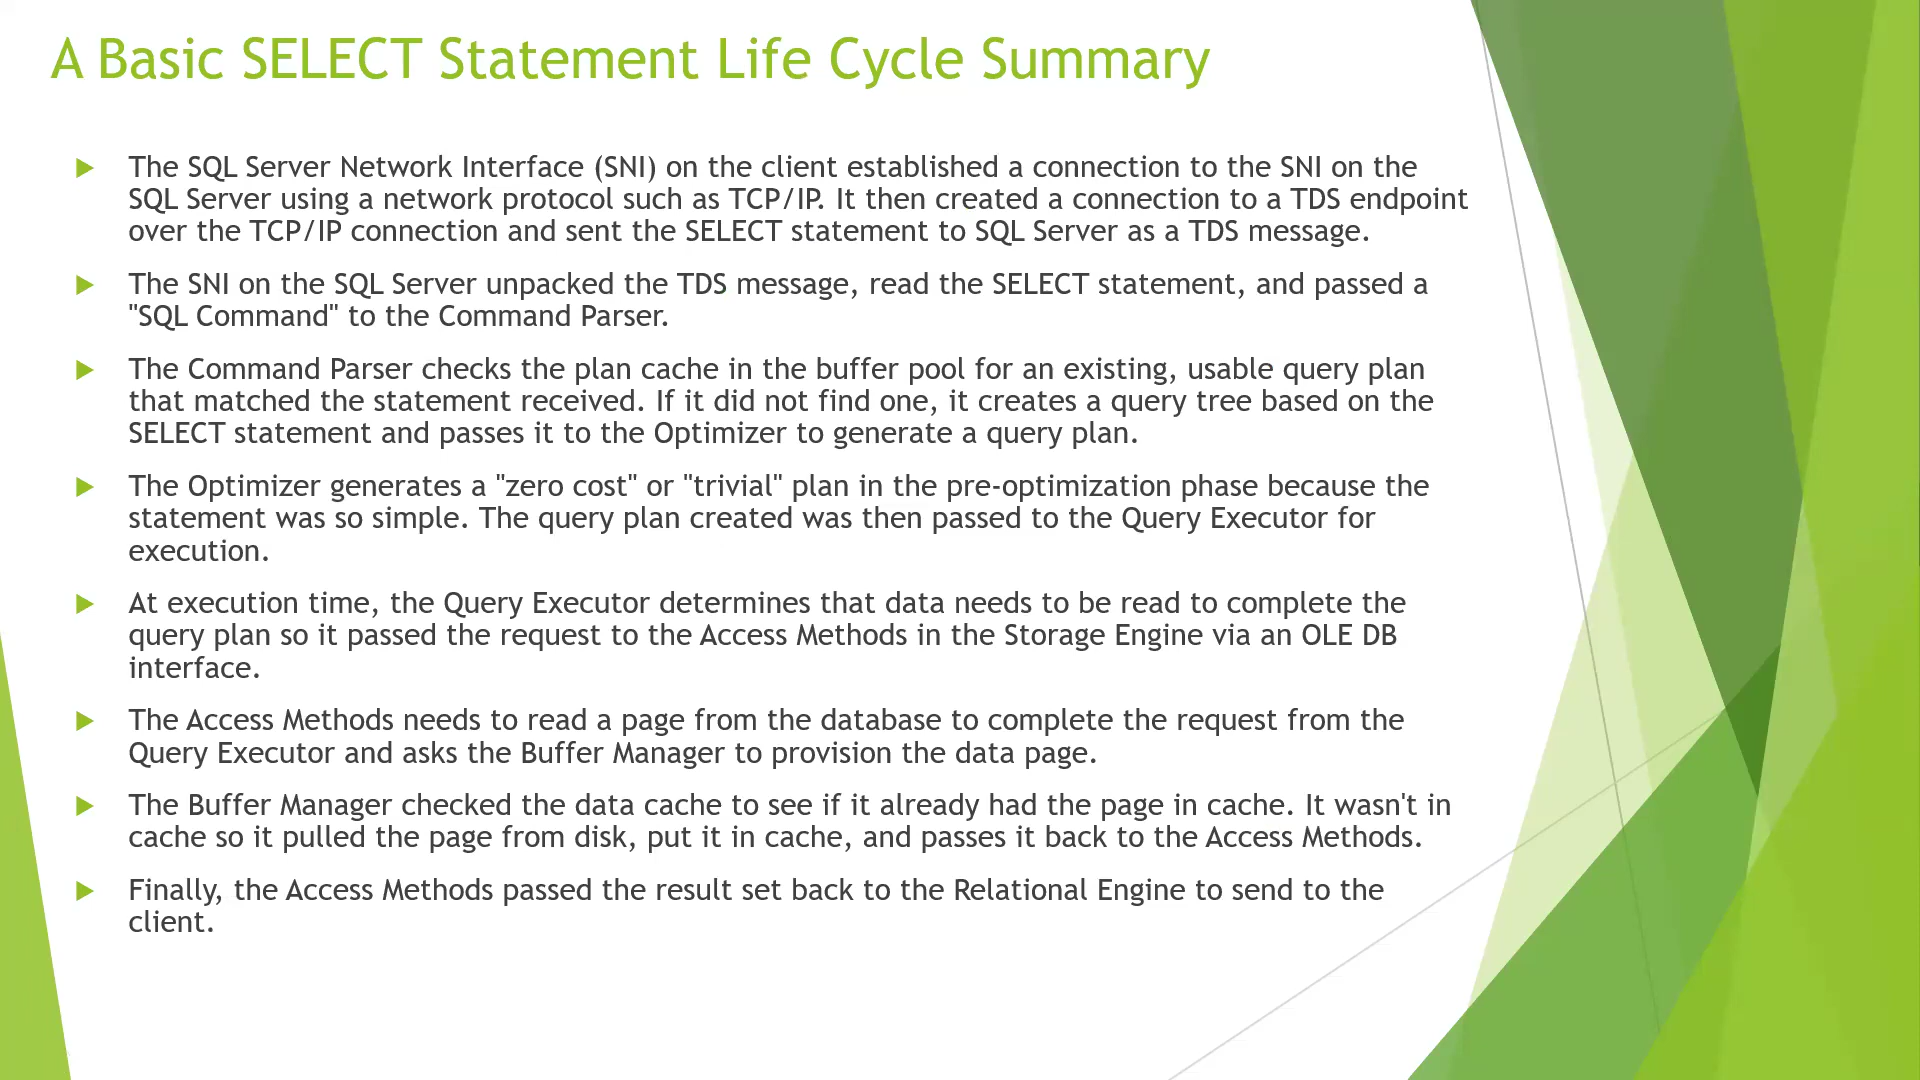 A Basic SELECT Statement Life Cycle Summary
The SQL Server Network Interface (SNI) on the client established a connection to the SNI on the
SQL Server using a network protocol such as TCP/IP. It then created a connection to a TDS endpoint
over the TCP/IP connection and sent the SELECT statement to SQL Server as a TDS message.
The SNI on the SQL Server unpacked the TDS message, read the SELECT statement, and passed a
"SQL Command" to the Command Parser.
The Command Parser checks the plan cache in the buffer pool for an existing, usable query plan
that matched the statement received. If it did not find one, it creates a query tree based on the
SELECT statement and passes it to the Optimizer to generate a query plan.
The Optimizer generates a "zero cost" or "trivial" plan in the pre-optimization phase because the
statement was so simple. The query plan created was then passed to the Query Executor for
execution.
At execution time, the Query Executor determines that data needs to be read to complete the
query plan so it passed the request to the Access Methods in the Storage Engine via an OLE DB
interface.
The Access Methods needs to read a page from the database to complete the request from the
Query Executor and asks the Buffer Manager to provision the data page.
The Buffer Manager checked the data cache to see if it already had the page in cache. It wasn't in
cache so it pulled the page from disk, put it in cache, and passes it back to the Access Methods.
Finally, the Access Methods passed the result set back to the Relational Engine to send to the
client.